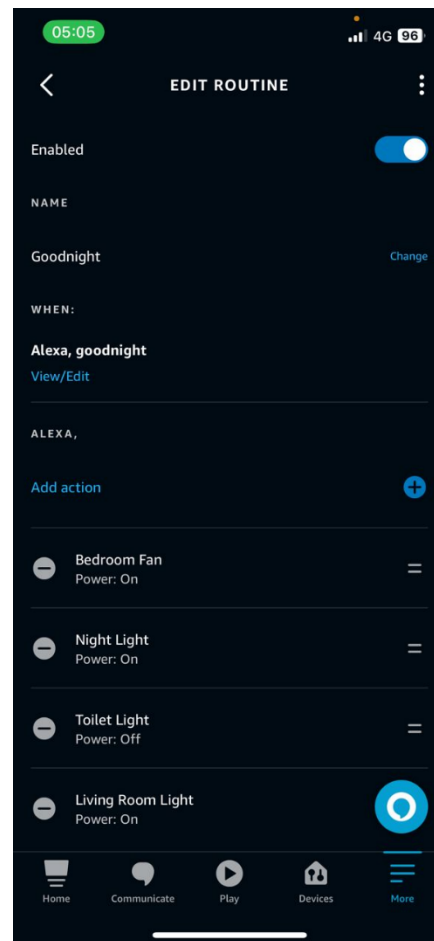 05:05
4G 96
EDIT ROUTINE
Enabled
NAME
Goodnight
Change
WHEN:
Alexa, goodnight
View/Edit
ALEXA,
Add action
Bedroom Fan
Power: On
Night Light
Power: On
Toilet Light
Power: Off
Living Room Light
Power: On
Home Communicate Play Devices More